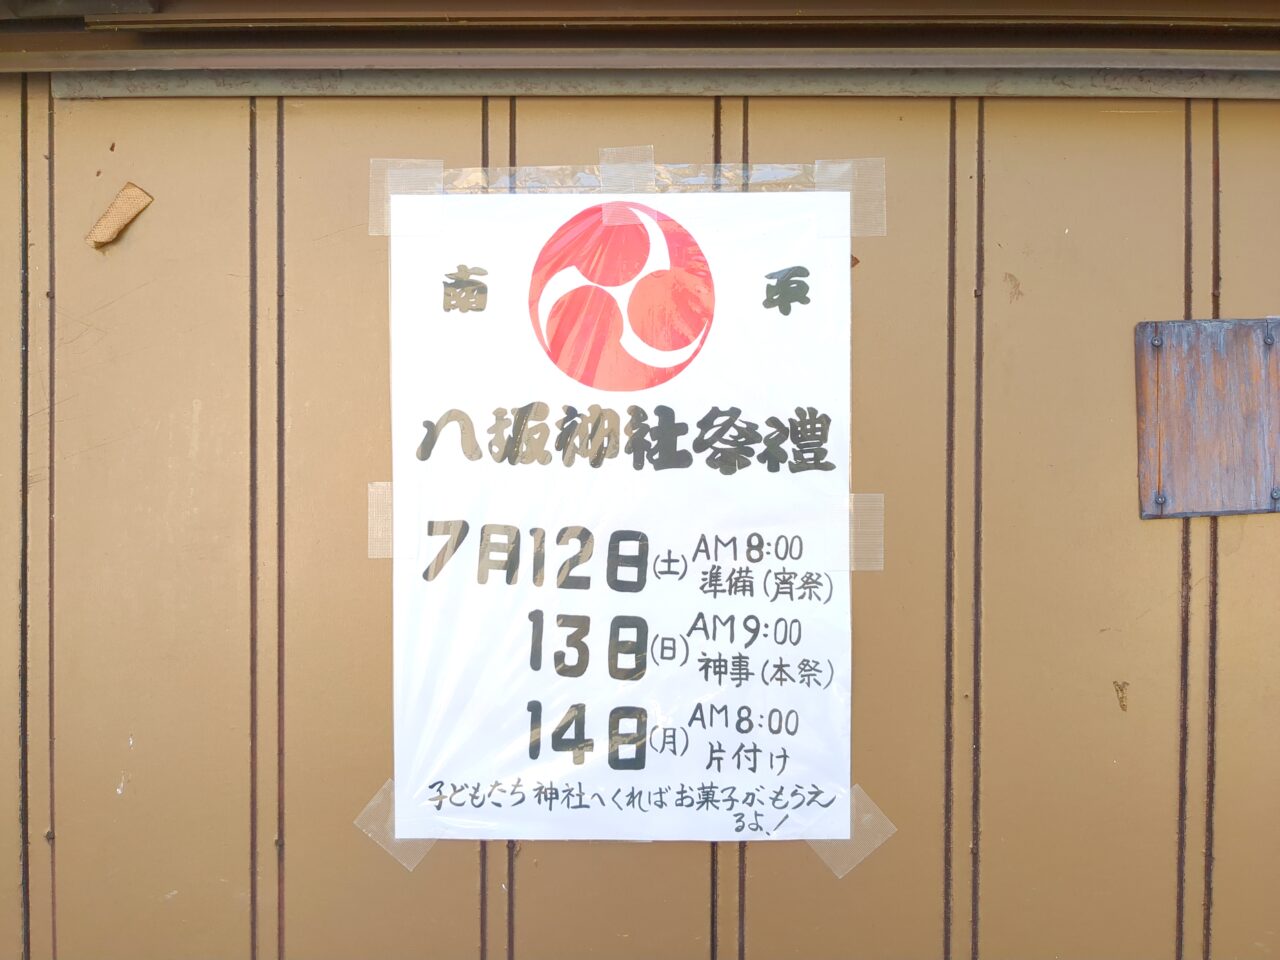 南 平
八坂神社祭禮
7月12日(土) AM8:00
準備(宵祭)
13日(日) AM9:00
神事(本祭)
14日(月) AM8:00
片付け
子どもたち神社へくればお菓子がもうえ
るよ!